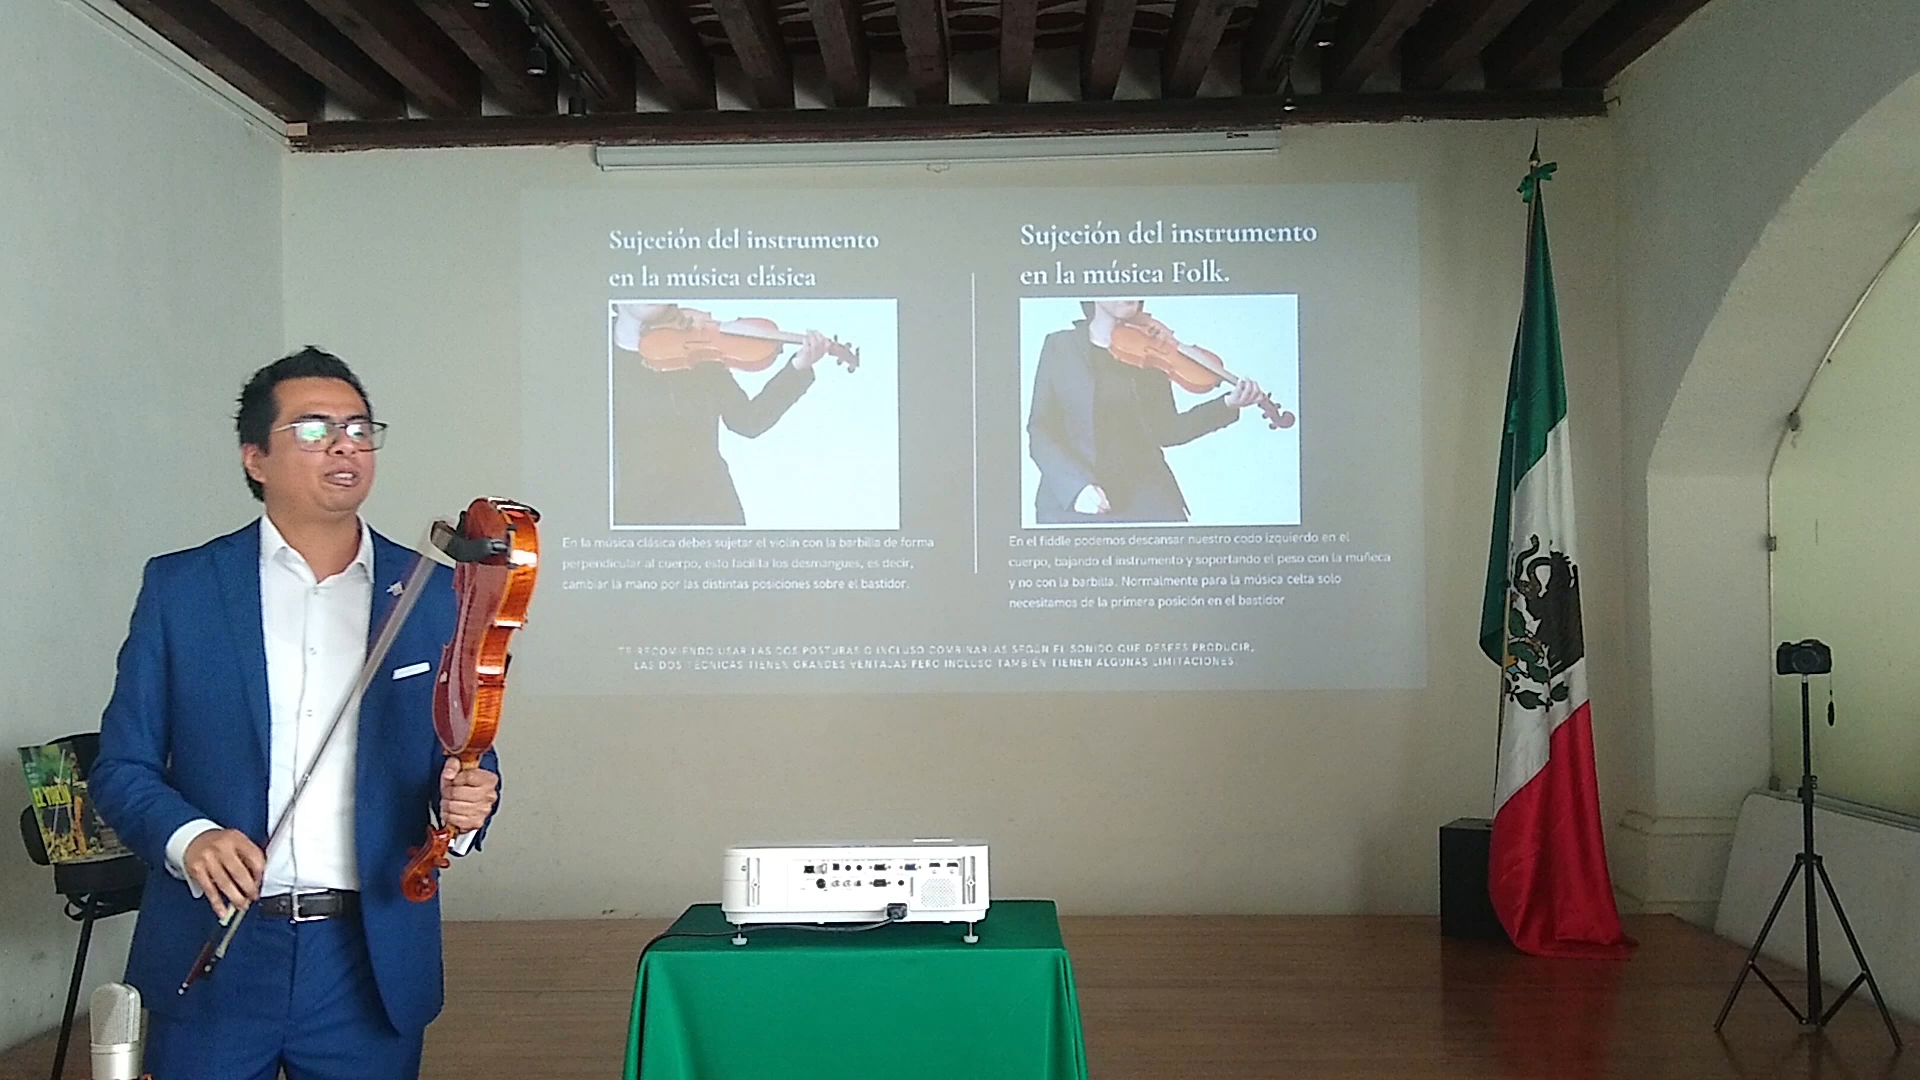 Sujeción del instrumento
en la música clásica
En la música clásica debes sujetar el violín con la barbilla de forma
perpendicular al cuerpo, esto facilita los desmangues, es decir,
cambiar la mano por las distintas posiciones sobre el bastidor.
Sujeción del instrumento
en la música Folk.
En el fiddle podemos descansar nuestro codo izquierdo en el
cuerpo, bajando el instrumento y soportando el peso con la muñeca
y no con la barbilla. Normalmente para la música celta solo
necesitamos de la primera posición en el bastidor
TE RECOMIENDO USAR LAS DOS POSTURAS O INCLUSO COMBINARLAS SEGÚN EL SONIDO QUE DESEES PRODUCIR,
LAS DOS TÉCNICAS TIENEN GRANDES VENTAJAS PERO INCLUSO TAMBIÉN TIENEN ALGUNAS LIMITACIONES.
EL VIOLÍN